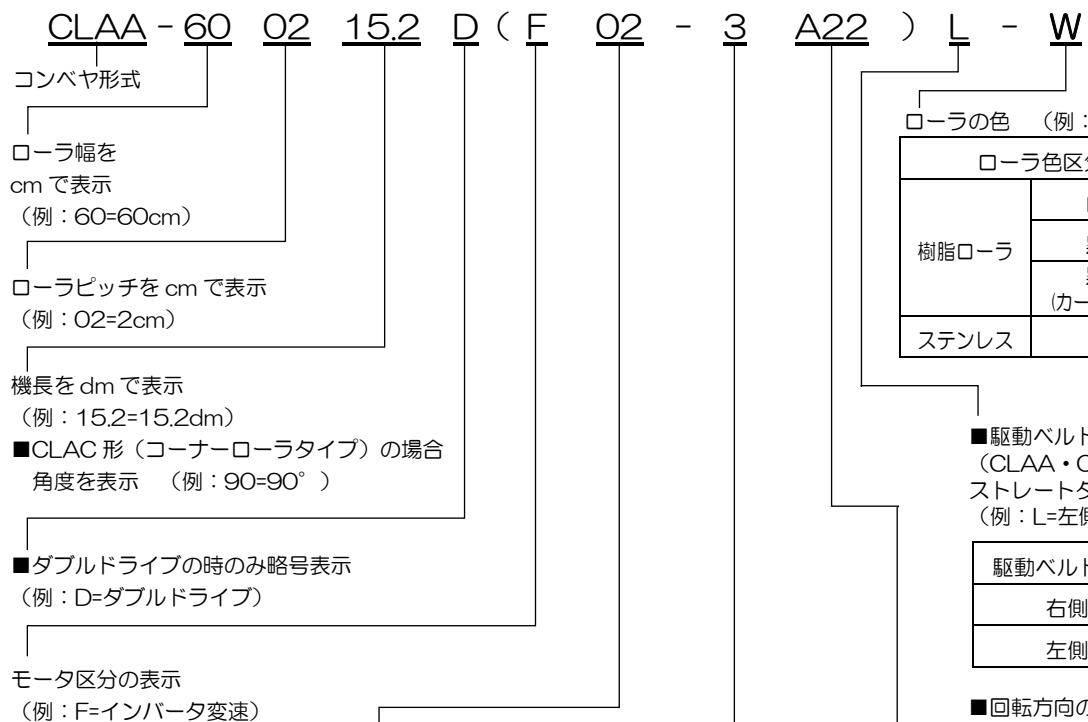 CLAA - 60 02 15.2 D ( F 02 - 3 A22 ) L - W
コンベヤ形式
ローラ幅を
cm で表示
（例：60=60cm）
ローラピッチを cm で表示
（例：02=2cm）
機長を dm で表示
（例：15.2=15.2dm）
■CLAC 形（コーナーローラタイプ）の場合
角度を表示　（例：90=90°）
■ダブルドライブの時のみ略号表示
（例：D=ダブルドライブ）
モータ区分の表示
（例：F=インバータ変速）
ローラの色　（例：
ローラ色区
樹脂ローラ
(カー
ステンレス
■駆動ベルト
（CLAA・C
ストレートタ
（例：L=左側
駆動ベルト
右側
左側
■回転方向の